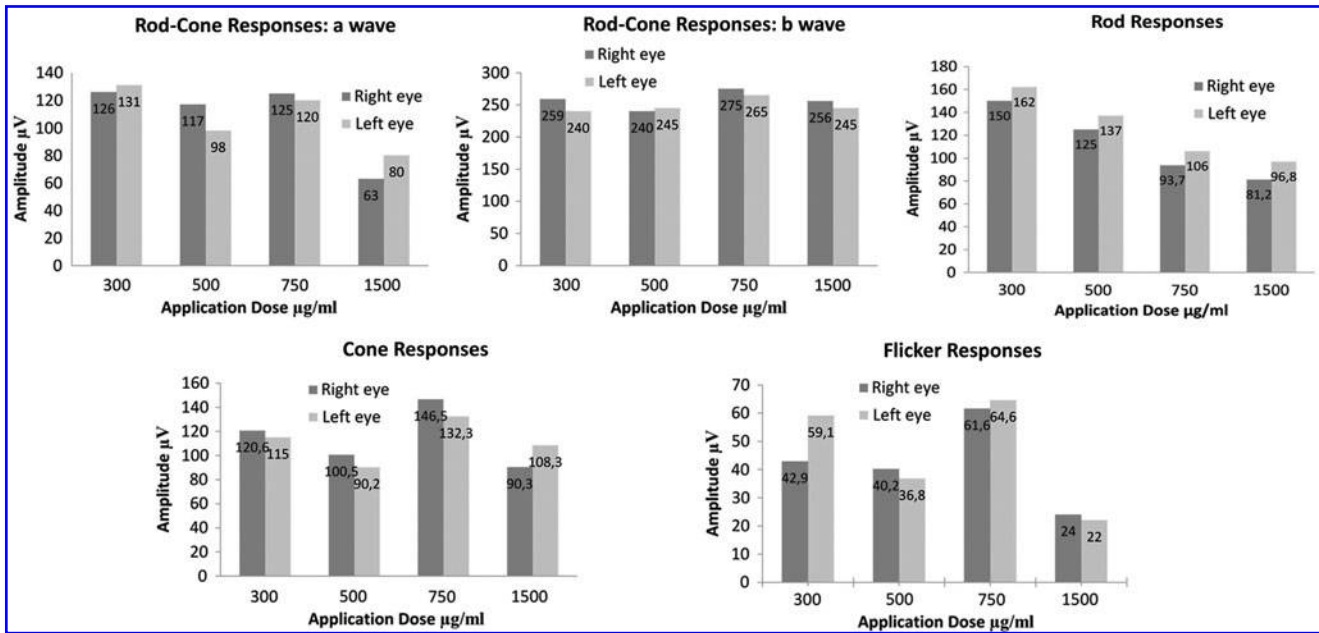 Rod-Cone Responses: a wave
Amplitude µV
140
120
100
80
60
40
20
0
126
131
117
98
125
120
63
80
Right eye
Left eye
300 500 750 1500
Application Dose µg/ml
Rod-Cone Responses: b wave
Amplitude µV
300
250
200
150
100
50
0
Right eye
Left eye
259
240
240
245
275
265
256
245
300 500 750 1500
Application Dose µg/ml
Rod Responses
Amplitude µV
180
160
140
120
100
80
60
40
20
0
150
162
125
137
93,7
106
81,2
96,8
Right eye
Left eye
300 500 750 1500
Application Dose µg/ml
Cone Responses
Amplitude µV
160
140
120
100
80
60
40
20
0
Right eye
Left eye
120,6
115
100,5
90,2
146,5
132,3
90,3
108,3
300 500 750 1500
Application Dose µg/ml
Flicker Responses
Amplitude µV
70
60
50
40
30
20
10
0
Right eye
Left eye
42,9
59,1
40,2
36,8
61,6
64,6
24
22
300 500 750 1500
Application Dose µg/ml